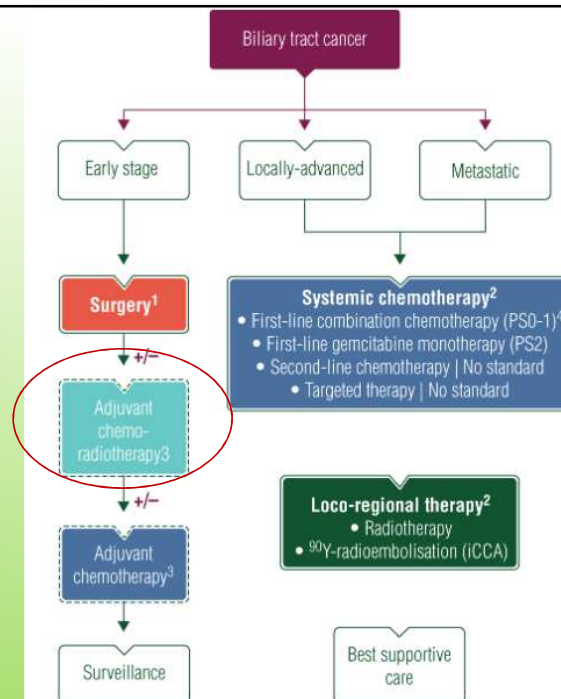 Biliary tract cancer
Early stage
Locally-advanced
Metastatic
Surgery¹
+/−
Adjuvant
chemo-
radiotherapy3
+/−
Adjuvant
chemotherapy³
Surveillance
Systemic chemotherapy²
• First-line combination chemotherapy (PS0-1)⁴
• First-line gemcitabine monotherapy (PS2)
• Second-line chemotherapy | No standard
• Targeted therapy | No standard
Loco-regional therapy²
• Radiotherapy
• ⁹⁰Y-radioembolisation (iCCA)
Best supportive
care